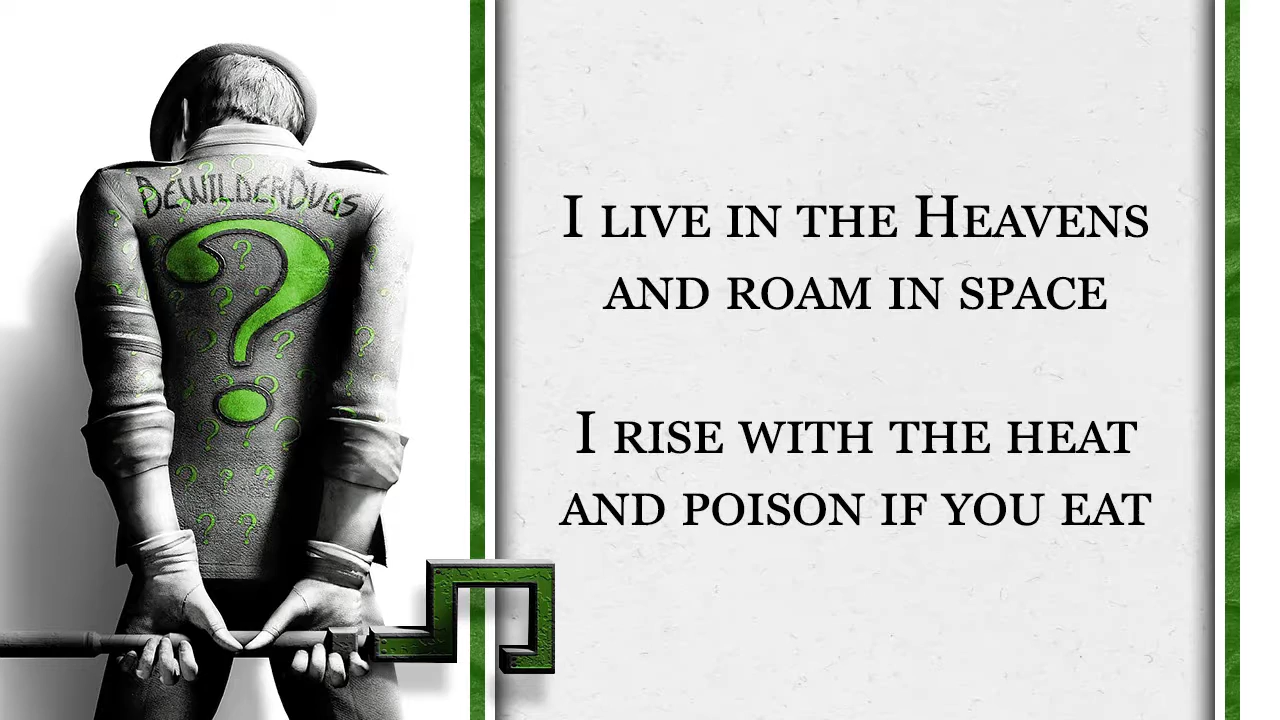 BewilderBugs
I live in the Heavens
and roam in space
I rise with the heat
and poison if you eat